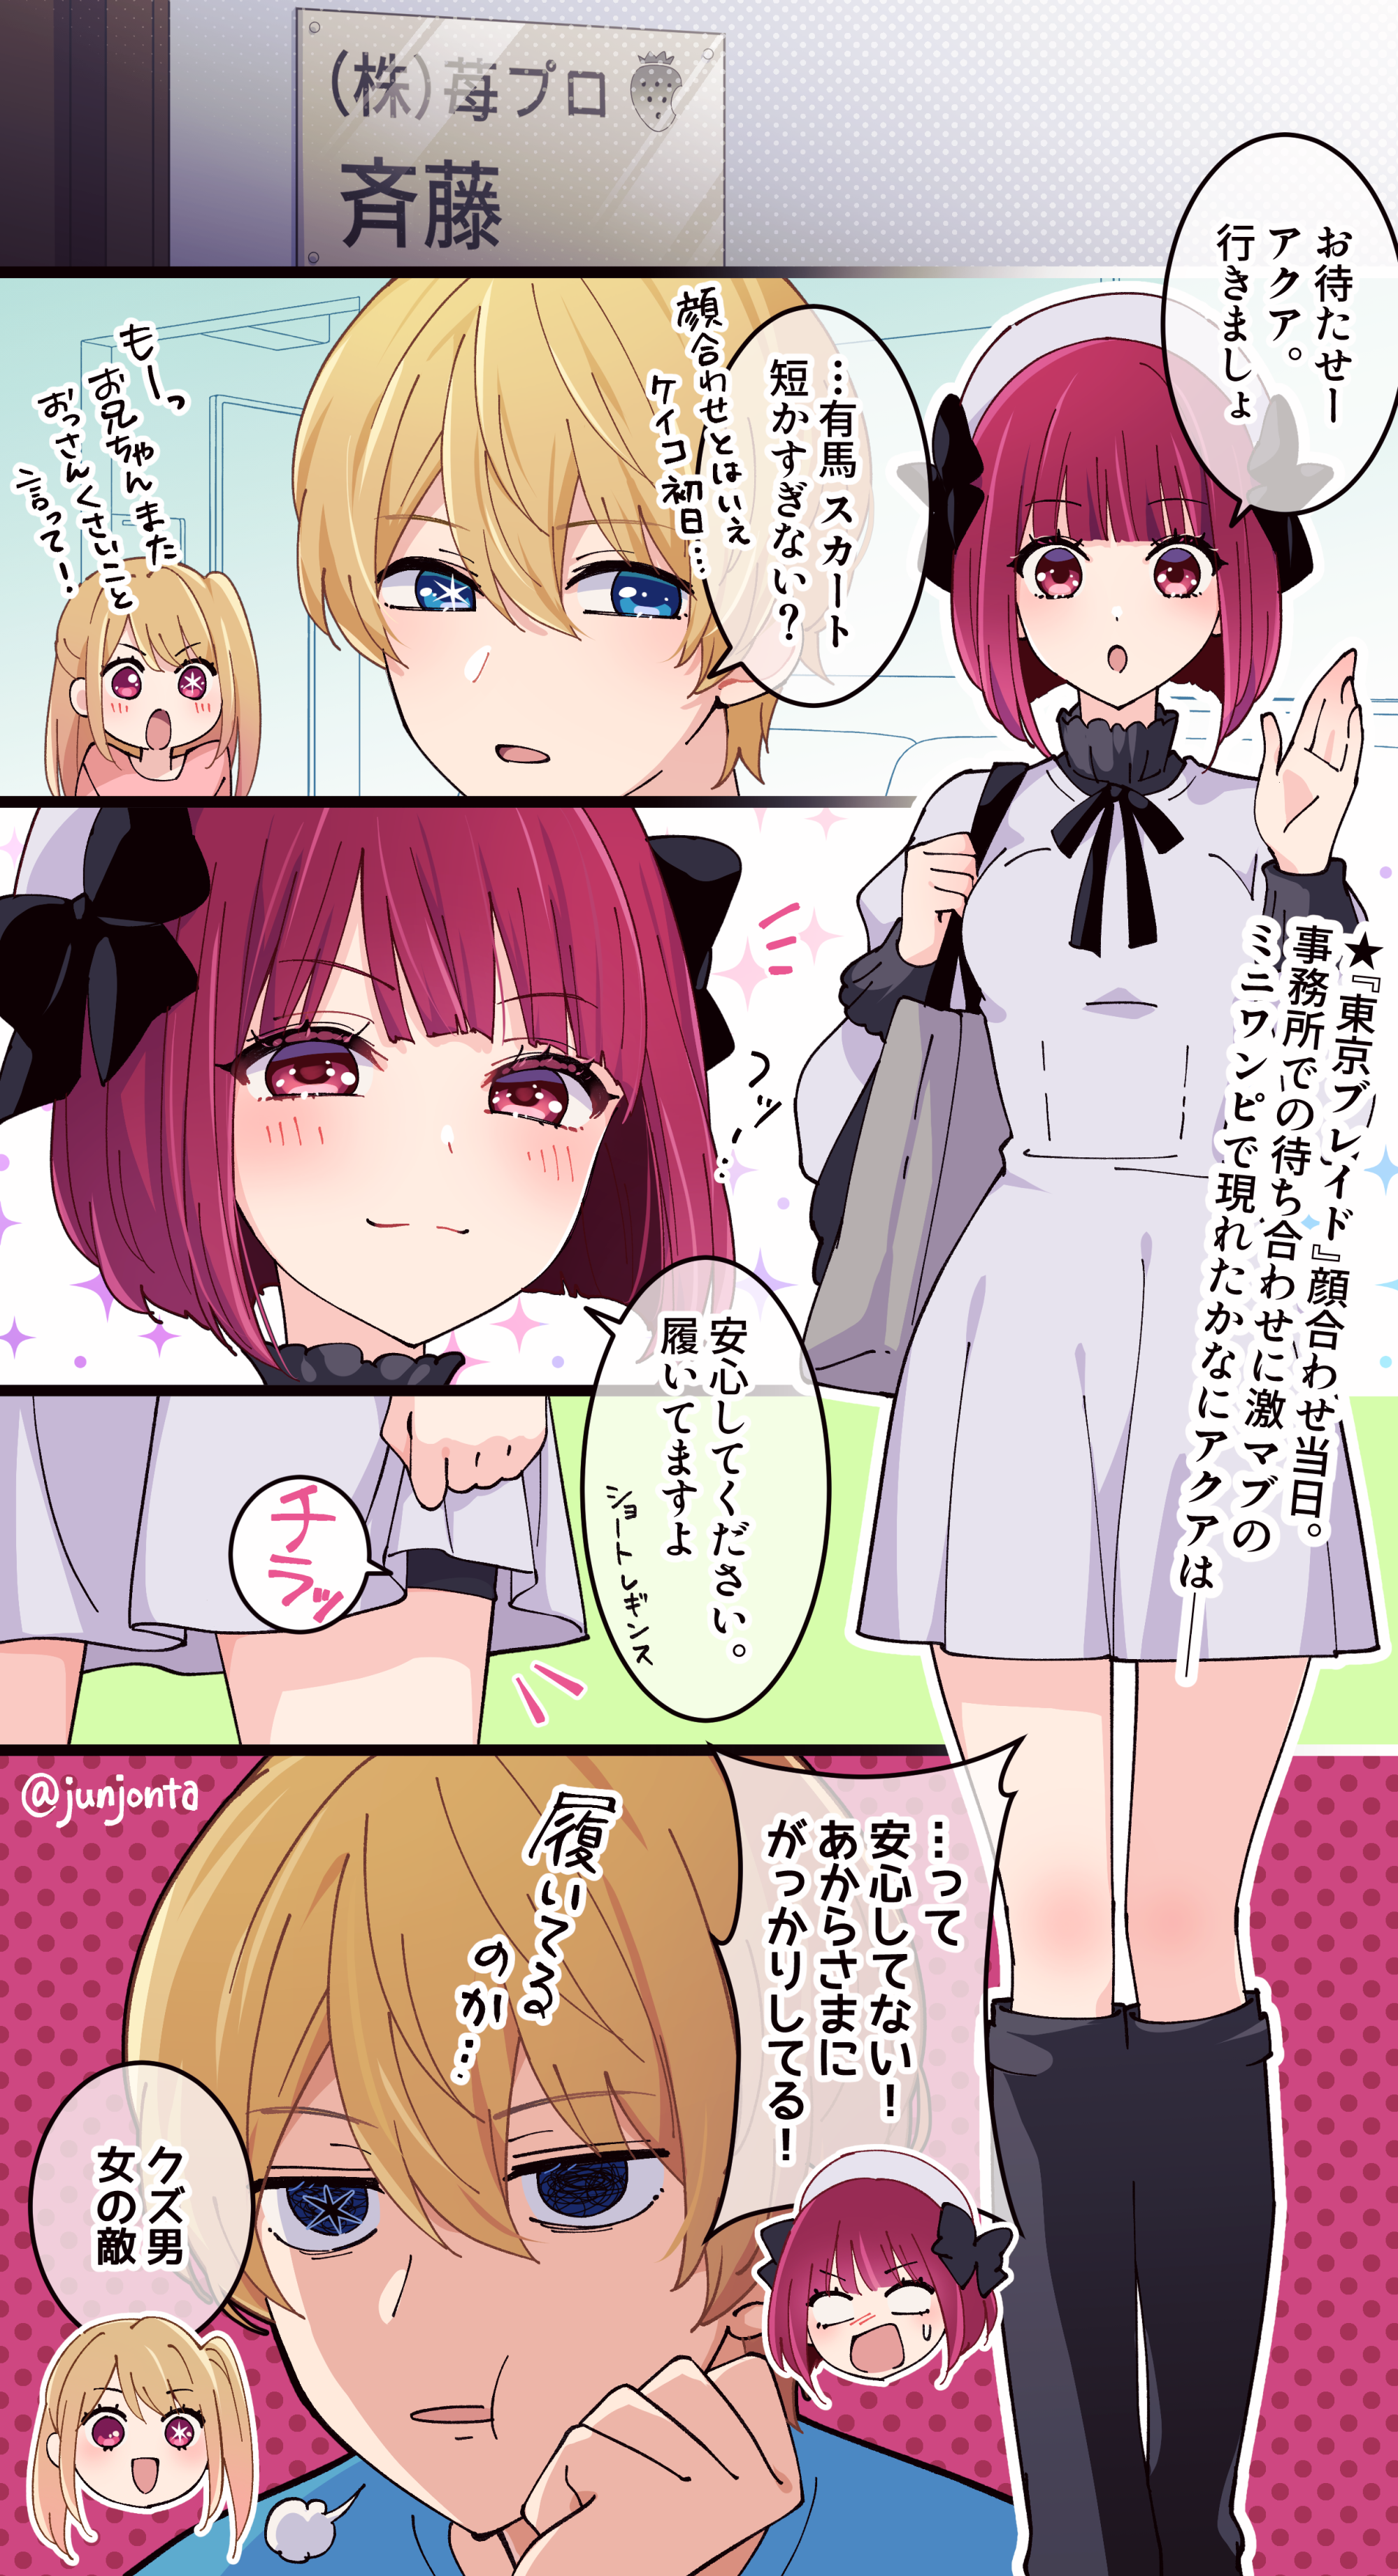 (株)苺プロ
斉藤
お待たせー
アクア。
行きましょ
…有馬スカート
短かすぎない？
顔合わせとはいえ
ケイコ初日…
もーっ
お兄ちゃんまた
おっさんくさいこと
言って！
★『東京ブレイド』顔合わせ当日。
事務所での待ち合わせに激マブの
ミニワンピで現れたかなにアクアは──
フッ…
安心してください。
履いてますよ
ショートレギンス
チラッ
…って
安心してない！
あからさまに
がっかりしてる！
履いてる
のか…
クズ男
女の敵
@junjonta